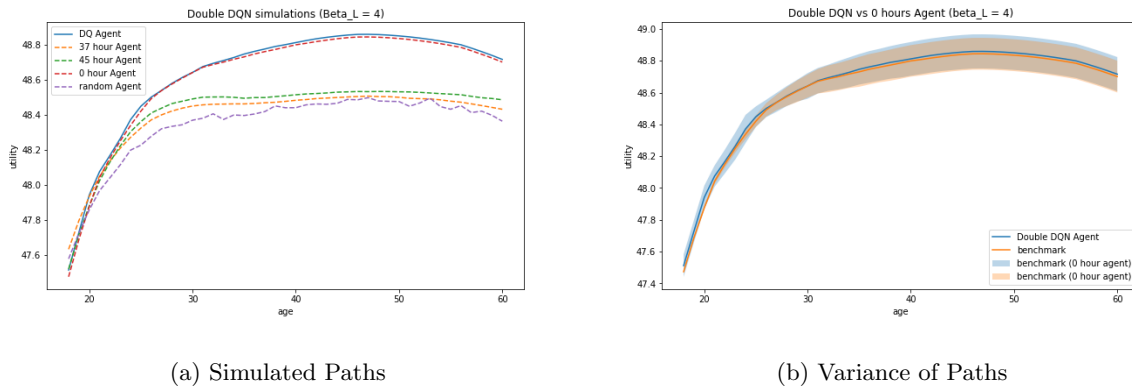 Double DQN simulations (Beta_L = 4)
DQ Agent
37 hour Agent
45 hour Agent
0 hour Agent
random Agent
48.8
48.6
48.4
48.2
48.0
47.8
47.6
utility
20
30
40
50
60
age
(a) Simulated Paths
Double DQN vs 0 hours Agent (beta_L = 4)
49.0
48.8
48.6
48.4
48.2
48.0
47.8
47.6
47.4
utility
Double DQN Agent
benchmark
benchmark (0 hour agent)
benchmark (0 hour agent)
20
30
40
50
60
age
(b) Variance of Paths